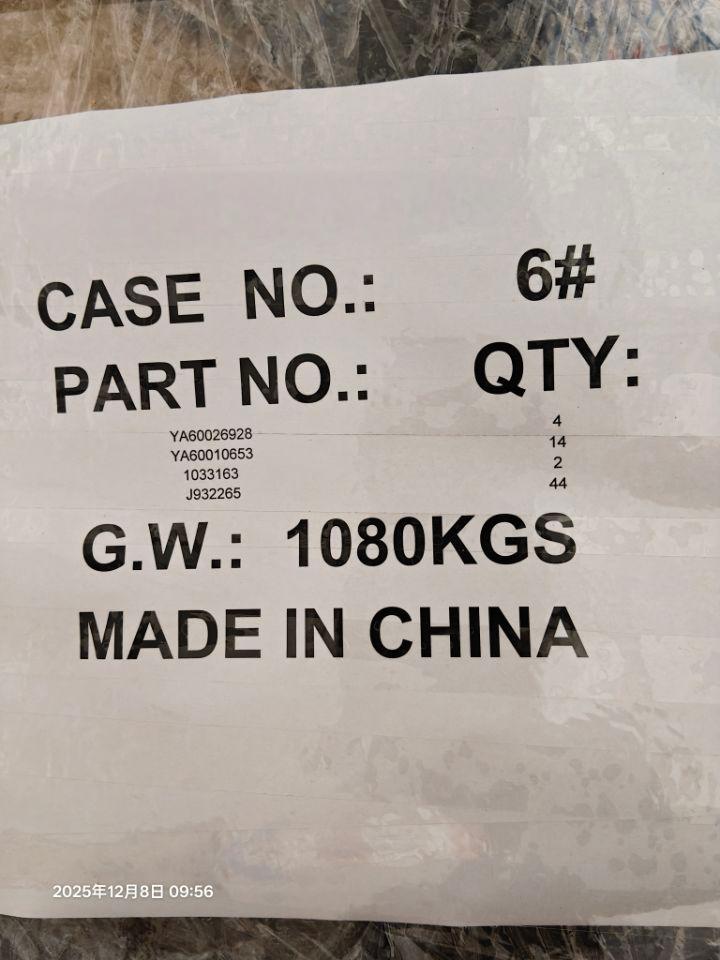 CASE NO.: 6#
PART NO.: QTY:
YA60026928 4
YA60010653 14
1033163 2
J932265 44
G.W.: 1080KGS
MADE IN CHINA
2025年12月8日 09:56